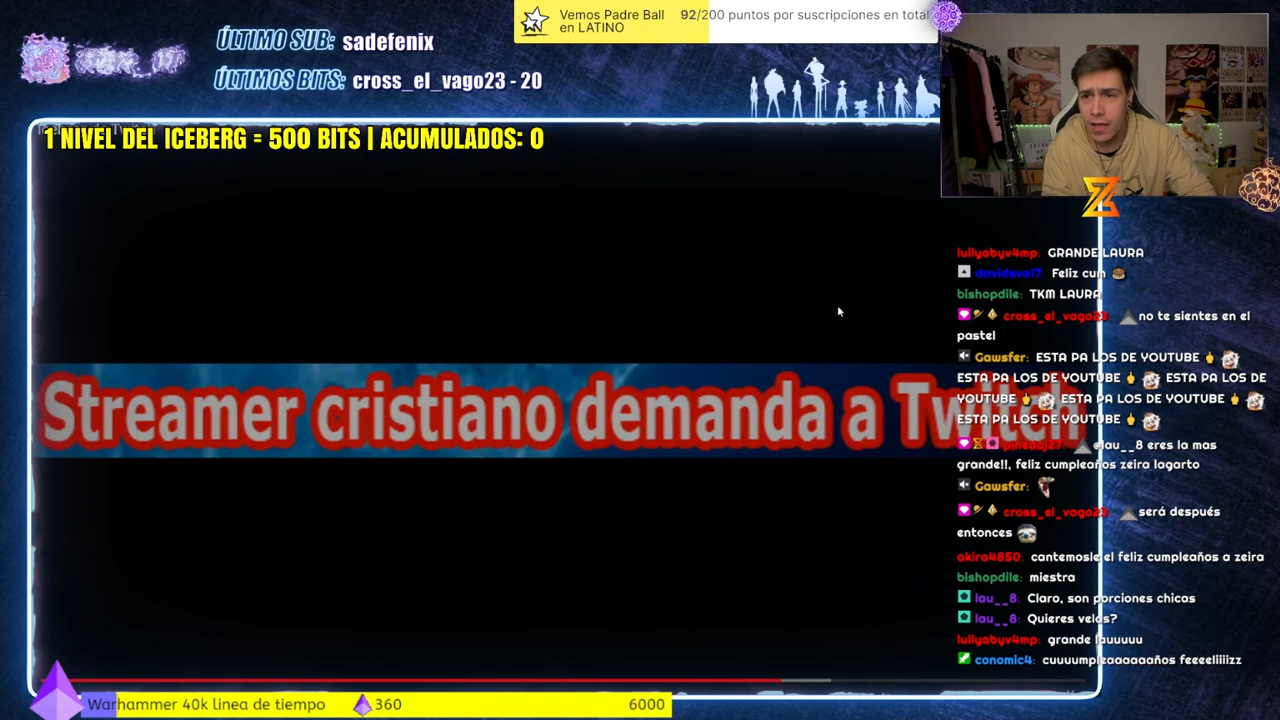 ÚLTIMO SUB: sadefenix
ÚLTIMOS BITS: cross_el_vago23 - 20
Vemos Padre Ball
en LATINO
92/200 puntos por suscripciones en total
1 NIVEL DEL ICEBERG = 500 BITS | ACUMULADOS: 0
Streamer cristiano demanda a Tw
lullyabyv4mp: GRANDE LAURA
Feliz cum
bishopdile: TKM LAURA
cross_el_vago23 no te sientes en el
pastel
Gawsfer: ESTA PA LOS DE YOUTUBE
ESTA PA LOS DE YOUTUBE ESTA PA LOS DE
YOUTUBE ESTA PA LOS DE YOUTUBE
ESTA PA LOS DE YOUTUBE
@lau__8 eres la mas
grande!!, feliz cumpleaños zeira lagarto
Gawsfer:
cross_el_vago23 será después
entonces
akira4850: cantemosle el feliz cumpleaños a zeira
bishopdile: miestra
lau__8: Claro, son porciones chicas
lau__8: Quieres velas?
lullyabyv4mp: grande lauuuuu
conomic4: cuuuumpleaaaaaaños feeeeliiiizz
Warhammer 40k linea de tiempo
360
6000